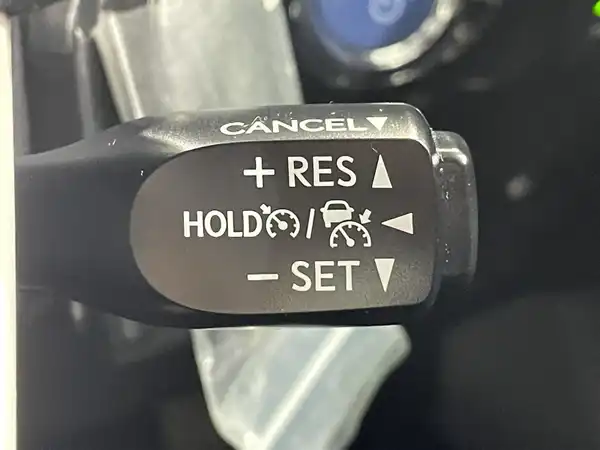 CANCEL▼
+ RES ▲
HOLD / ◀
− SET ▼